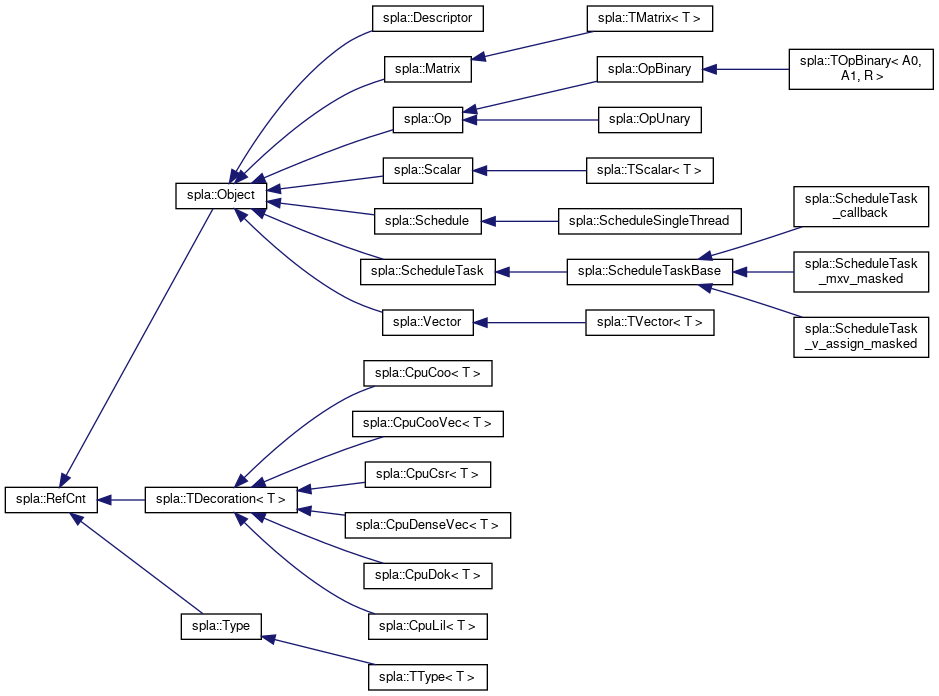 spla::Descriptor
spla::TMatrix< T >
spla::Matrix
spla::OpBinary
spla::TOpBinary< A0,
A1, R >
spla::Op
spla::OpUnary
spla::Scalar
spla::TScalar< T >
spla::Object
spla::Schedule
spla::ScheduleSingleThread
spla::ScheduleTask
_callback
spla::ScheduleTask
spla::ScheduleTaskBase
spla::ScheduleTask
_mxv_masked
spla::Vector
spla::TVector< T >
spla::ScheduleTask
_v_assign_masked
spla::CpuCoo< T >
spla::CpuCooVec< T >
spla::CpuCsr< T >
spla::RefCnt
spla::TDecoration< T >
spla::CpuDenseVec< T >
spla::CpuDok< T >
spla::Type
spla::CpuLil< T >
spla::TType< T >